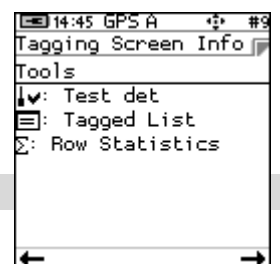 14:45 GPS A #9
Tagging Screen Info
Tools
: Test det
: Tagged List
Σ: Row Statistics